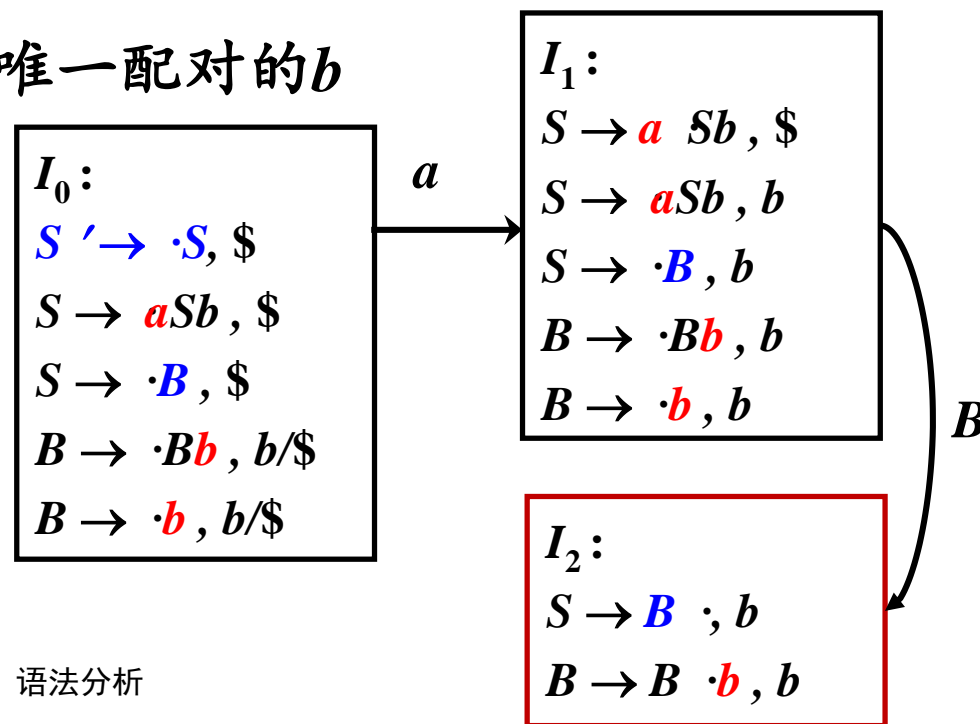 唯一配对的b
I₀:
S ′→ ·S, $
S → ·aSb , $
S → ·B , $
B → ·Bb , b/$
B → ·b , b/$
a
I₁:
S → a ·Sb , $
S → ·aSb , b
S → ·B , b
B → ·Bb , b
B → ·b , b
B
I₂:
S → B ·, b
B → B ·b , b
语法分析